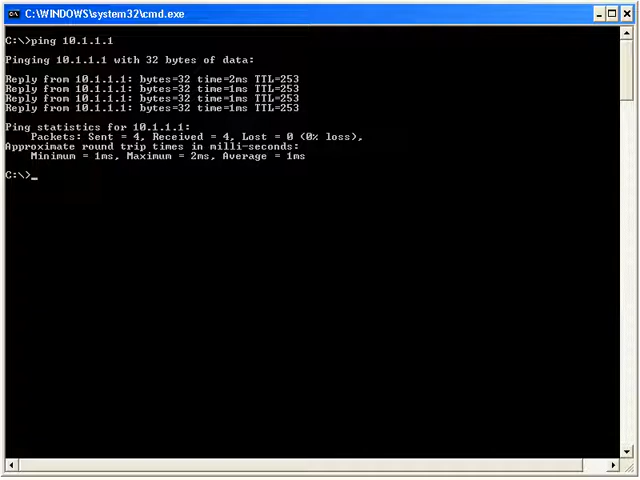 C:\WINDOWS\system32\cmd.exe
C:\>ping 10.1.1.1
Pinging 10.1.1.1 with 32 bytes of data:
Reply from 10.1.1.1: bytes=32 time=2ms TTL=253
Reply from 10.1.1.1: bytes=32 time=1ms TTL=253
Reply from 10.1.1.1: bytes=32 time=1ms TTL=253
Reply from 10.1.1.1: bytes=32 time=1ms TTL=253
Ping statistics for 10.1.1.1:
    Packets: Sent = 4, Received = 4, Lost = 0 (0% loss),
Approximate round trip times in milli-seconds:
    Minimum = 1ms, Maximum = 2ms, Average = 1ms
C:\>_